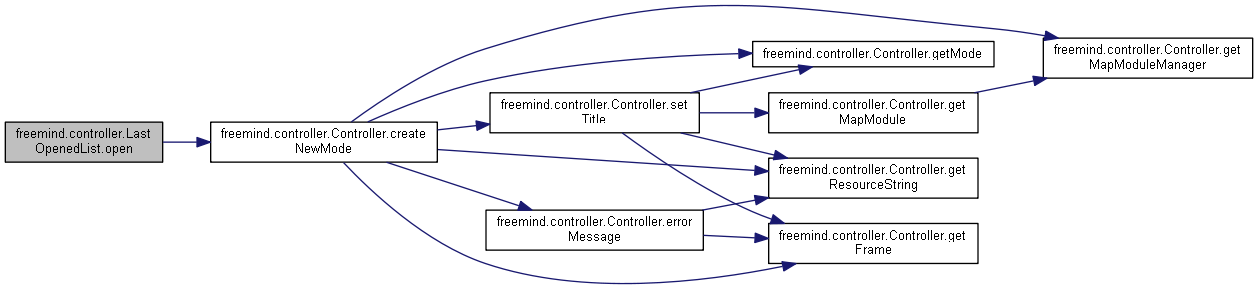 freemind.controller.Last
OpenedList.open
freemind.controller.Controller.create
NewMode
freemind.controller.Controller.set
Title
freemind.controller.Controller.error
Message
freemind.controller.Controller.getMode
freemind.controller.Controller.get
MapModule
freemind.controller.Controller.get
ResourceString
freemind.controller.Controller.get
Frame
freemind.controller.Controller.get
MapModuleManager